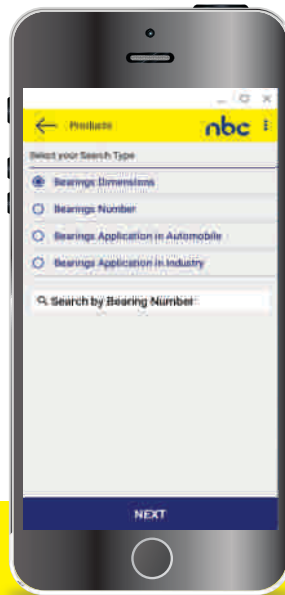 Products
nbc
Select your Search Type
Bearings Dimensions
Bearings Number
Bearings Application in Automobile
Bearings Application in Industry
Search by Bearing Number
NEXT